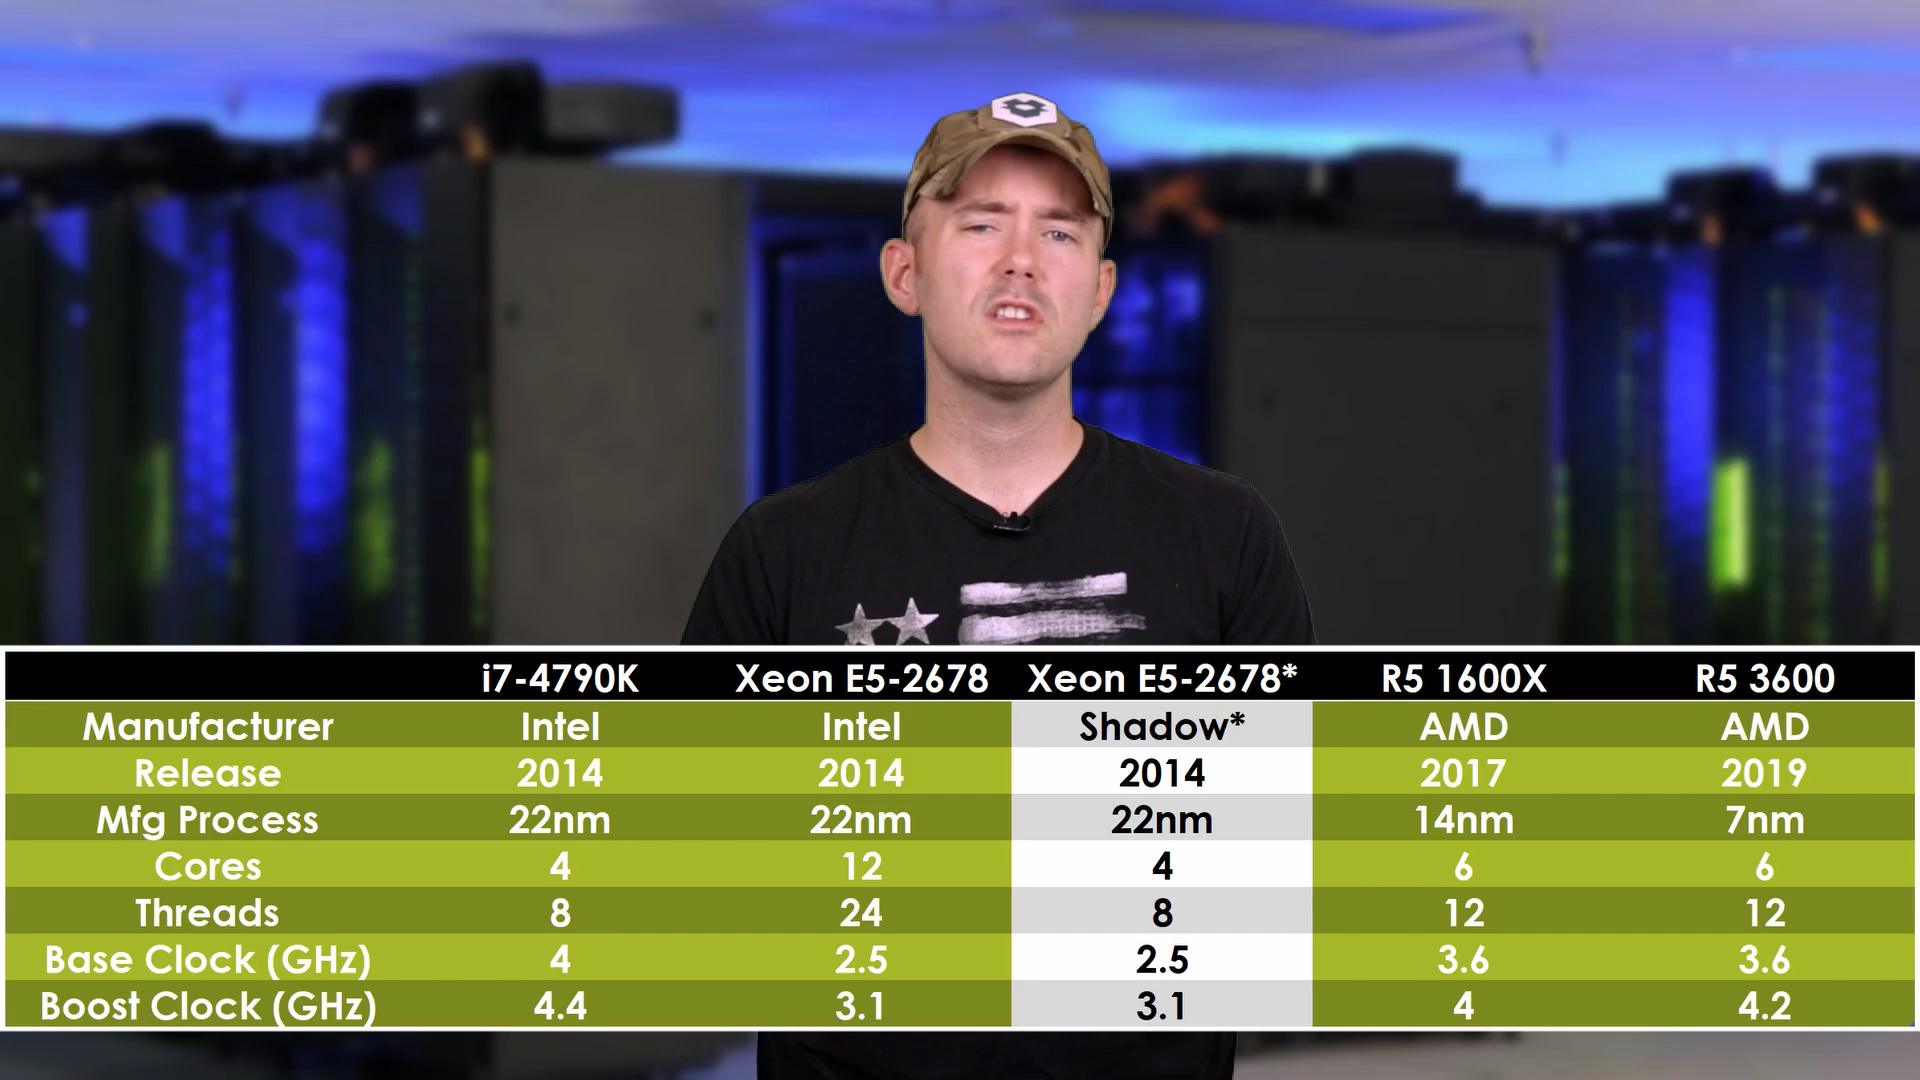 i7-4790K Xeon E5-2678 Xeon E5-2678* R5 1600X R5 3600
Manufacturer Intel Intel Shadow* AMD AMD
Release 2014 2014 2014 2017 2019
Mfg Process 22nm 22nm 22nm 14nm 7nm
Cores 4 12 4 6 6
Threads 8 24 8 12 12
Base Clock (GHz) 4 2.5 2.5 3.6 3.6
Boost Clock (GHz) 4.4 3.1 3.1 4 4.2